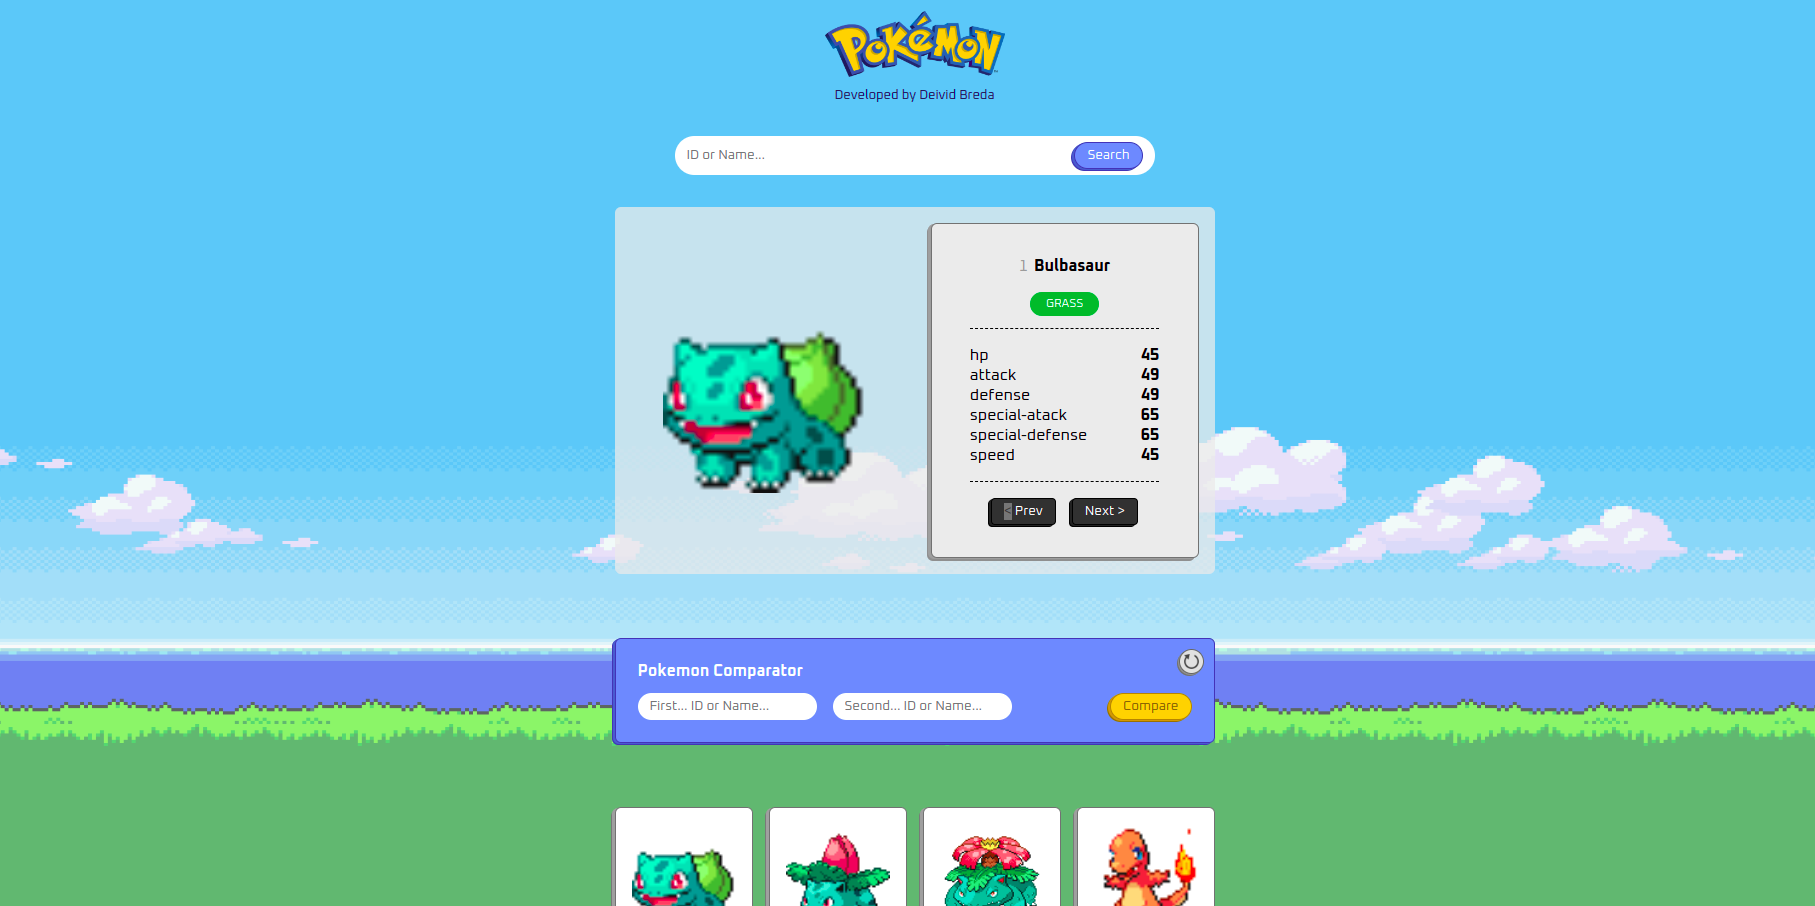 POKéMON
Developed by Deivid Breda
ID or Name...
Search
1 Bulbasaur
GRASS
hp 45
attack 49
defense 49
special-atack 65
special-defense 65
speed 45
< Prev
Next >
Pokemon Comparator
First... ID or Name...
Second... ID or Name...
Compare